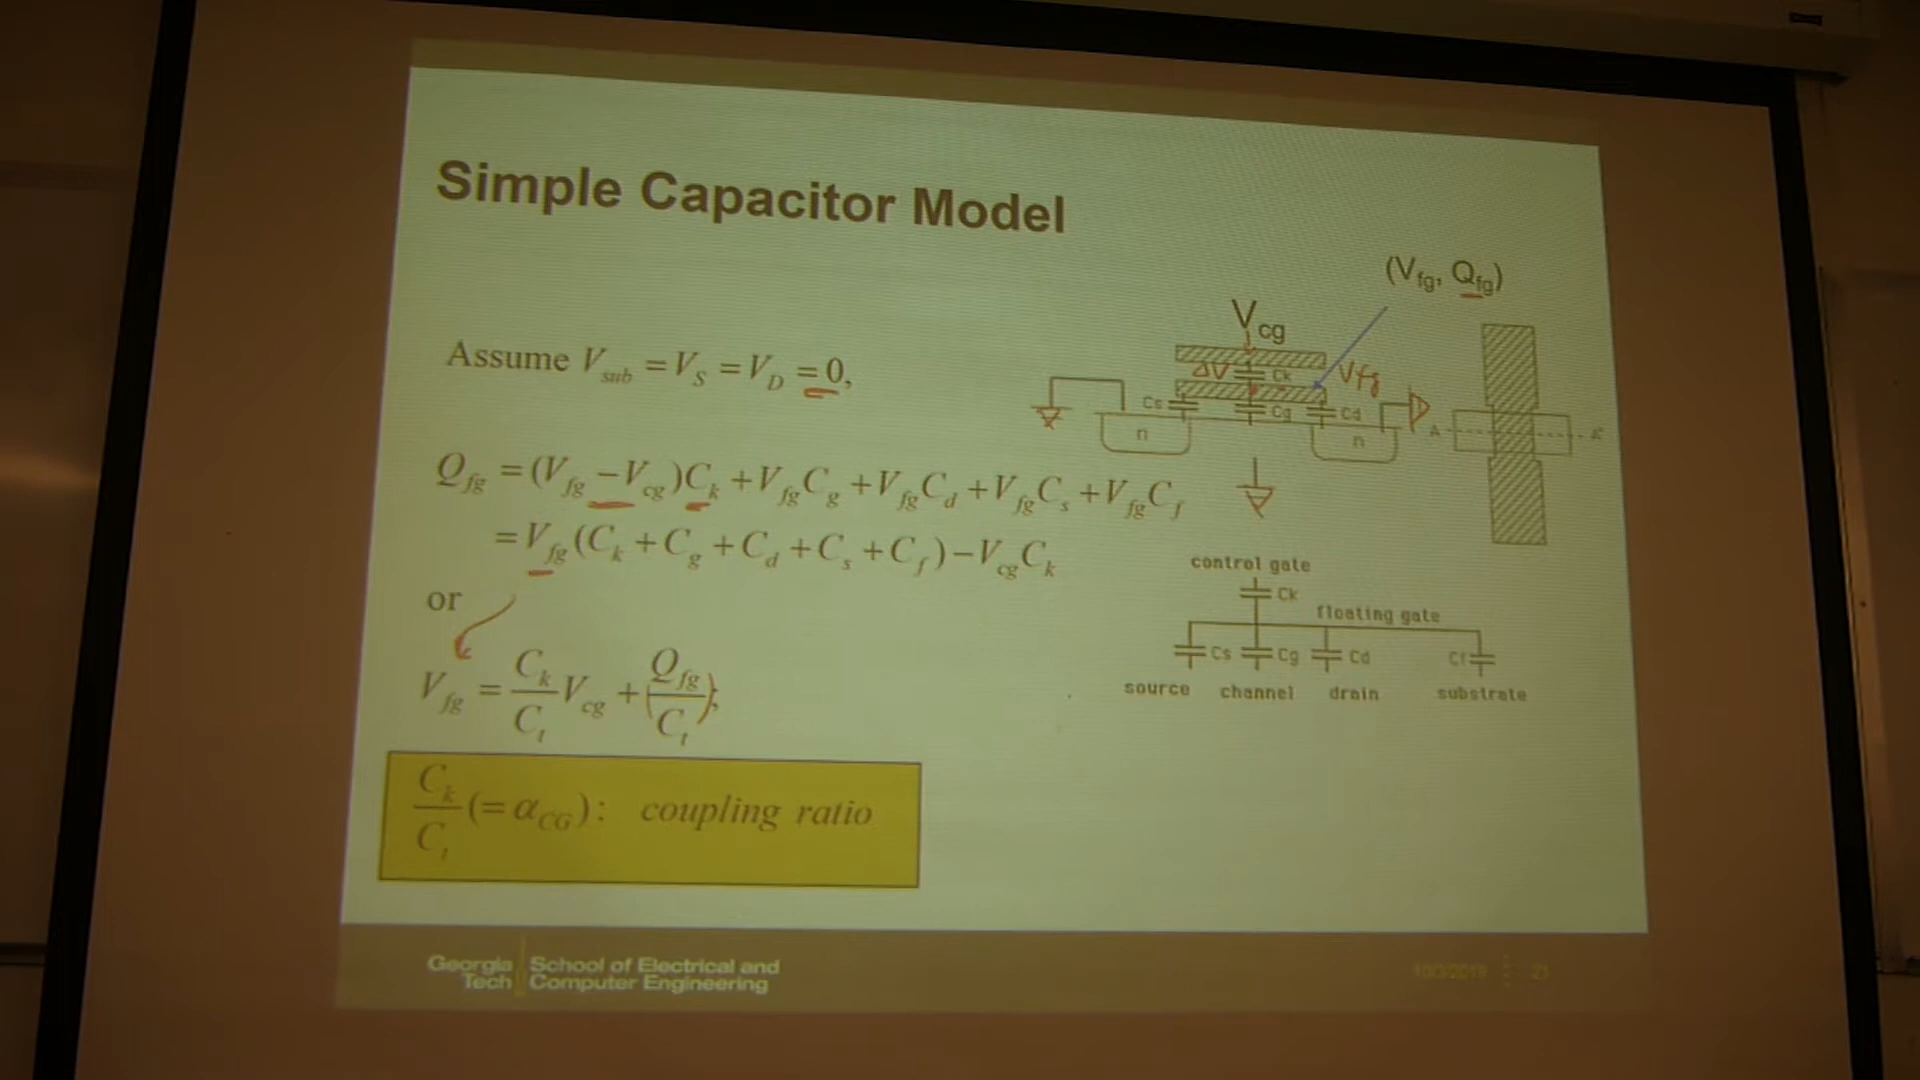 Simple Capacitor Model
(V_fg, Q_fg)
V_cg
Assume V_sub = V_S = V_D = 0,
ΔV Ck Vfg
Cs Cg Cd
n n
A
Q_fg = (V_fg − V_cg)C_k + V_fg C_g + V_fg C_d + V_fg C_s + V_fg C_f
= V_fg (C_k + C_g + C_d + C_s + C_f) − V_cg C_k
or
V_fg = C_k/C_t V_cg + (Q_fg/C_t);
C_k/C_t (= α_CG): coupling ratio
control gate
Ck
floating gate
Cs Cg Cd Cf
source channel drain substrate
Georgia Tech
School of Electrical and
Computer Engineering